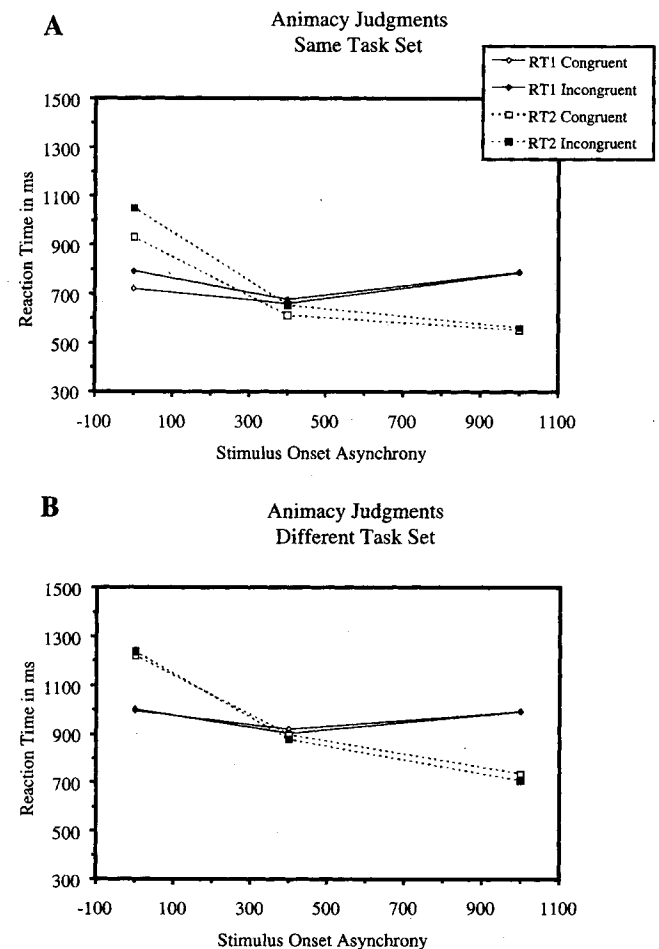 A
Animacy Judgments
Same Task Set
RT1 Congruent
RT1 Incongruent
RT2 Congruent
RT2 Incongruent
1500
1300
1100
900
700
500
300
Reaction Time in ms
-100 100 300 500 700 900 1100
Stimulus Onset Asynchrony
B
Animacy Judgments
Different Task Set
1500
1300
1100
900
700
500
300
Reaction Time in ms
-100 100 300 500 700 900 1100
Stimulus Onset Asynchrony